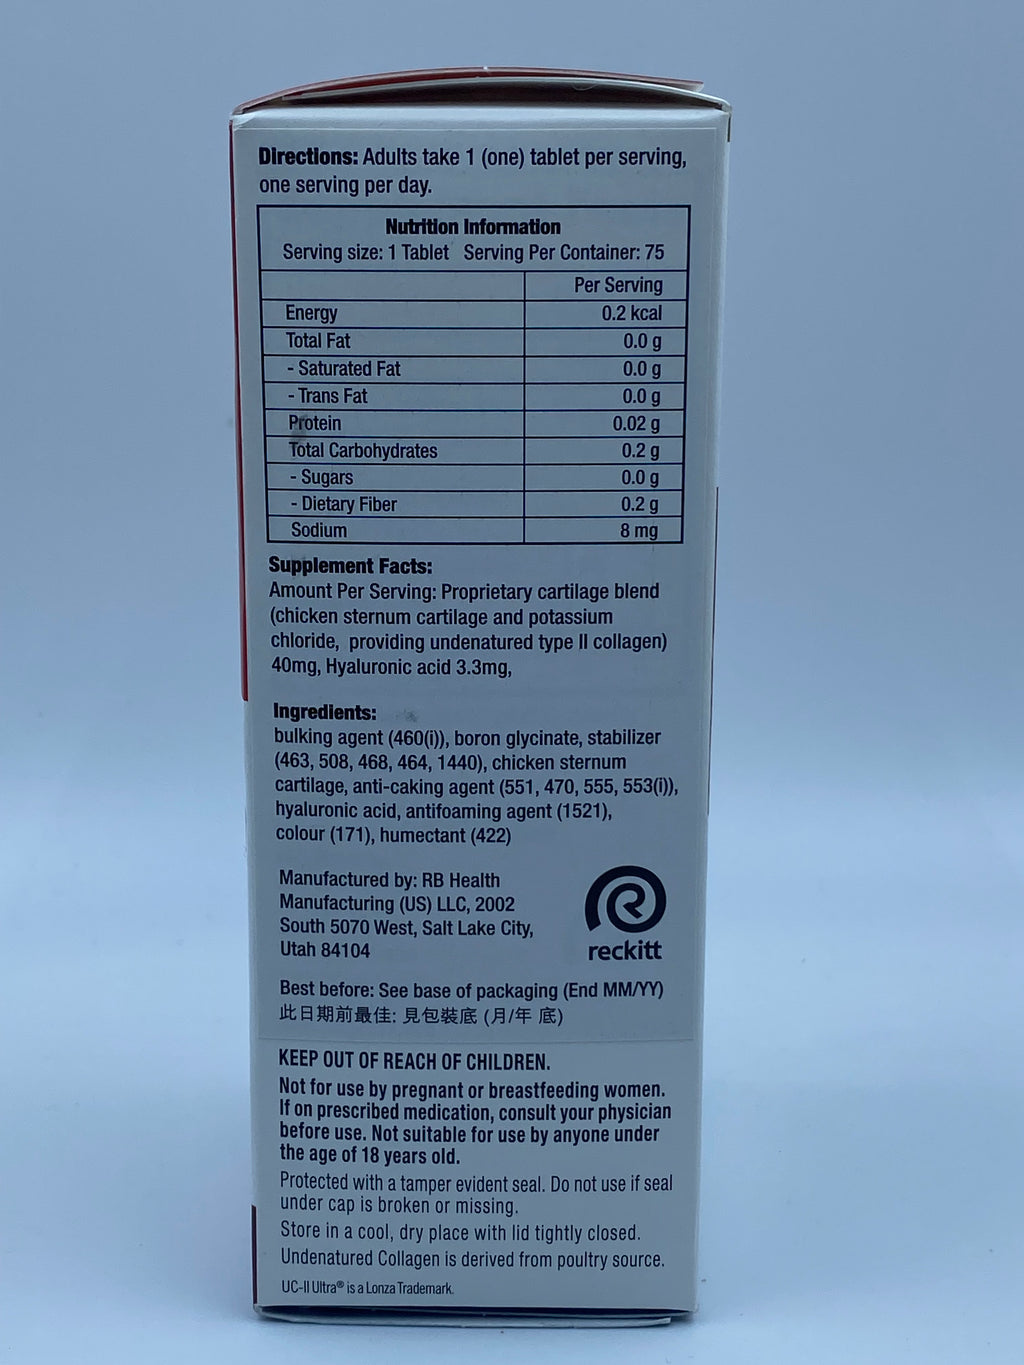 Directions: Adults take 1 (one) tablet per serving,
one serving per day.
Nutrition Information
Serving size: 1 Tablet Serving Per Container: 75
Per Serving
Energy 0.2 kcal
Total Fat 0.0 g
- Saturated Fat 0.0 g
- Trans Fat 0.0 g
Protein 0.02 g
Total Carbohydrates 0.2 g
- Sugars 0.0 g
- Dietary Fiber 0.2 g
Sodium 8 mg
Supplement Facts:
Amount Per Serving: Proprietary cartilage blend
(chicken sternum cartilage and potassium
chloride, providing undenatured type II collagen)
40mg, Hyaluronic acid 3.3mg,
Ingredients:
bulking agent (460(i)), boron glycinate, stabilizer
(463, 508, 468, 464, 1440), chicken sternum
cartilage, anti-caking agent (551, 470, 555, 553(i)),
hyaluronic acid, antifoaming agent (1521),
colour (171), humectant (422)
Manufactured by: RB Health
Manufacturing (US) LLC, 2002
South 5070 West, Salt Lake City,
Utah 84104
reckitt
Best before: See base of packaging (End MM/YY)
此日期前最佳: 見包裝底 (月/年 底)
KEEP OUT OF REACH OF CHILDREN.
Not for use by pregnant or breastfeeding women.
If on prescribed medication, consult your physician
before use. Not suitable for use by anyone under
the age of 18 years old.
Protected with a tamper evident seal. Do not use if seal
under cap is broken or missing.
Store in a cool, dry place with lid tightly closed.
Undenatured Collagen is derived from poultry source.
UC-II Ultra® is a Lonza Trademark.